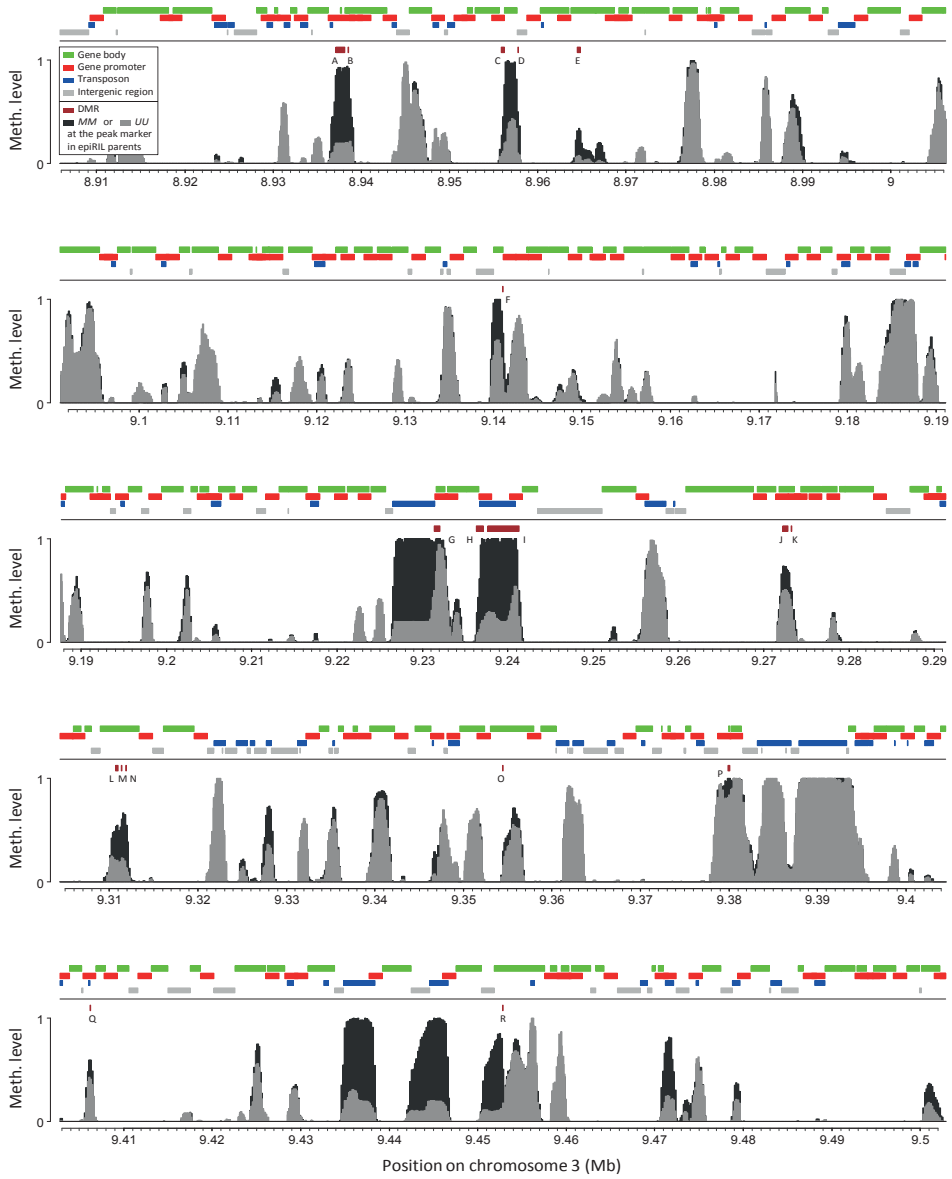 Gene body
Gene promoter
Transposon
Intergenic region
DMR
MM or UU
at the peak marker
in epiRIL parents
Meth. level
1
0
A B C D E
8.91 8.92 8.93 8.94 8.95 8.96 8.97 8.98 8.99 9
Meth. level
1
0
F
9.1 9.11 9.12 9.13 9.14 9.15 9.16 9.17 9.18 9.19
Meth. level
1
0
G H I J K
9.19 9.2 9.21 9.22 9.23 9.24 9.25 9.26 9.27 9.28 9.29
Meth. level
1
0
L M N O P
9.31 9.32 9.33 9.34 9.35 9.36 9.37 9.38 9.39 9.4
Meth. level
1
0
Q R
9.41 9.42 9.43 9.44 9.45 9.46 9.47 9.48 9.49 9.5
Position on chromosome 3 (Mb)